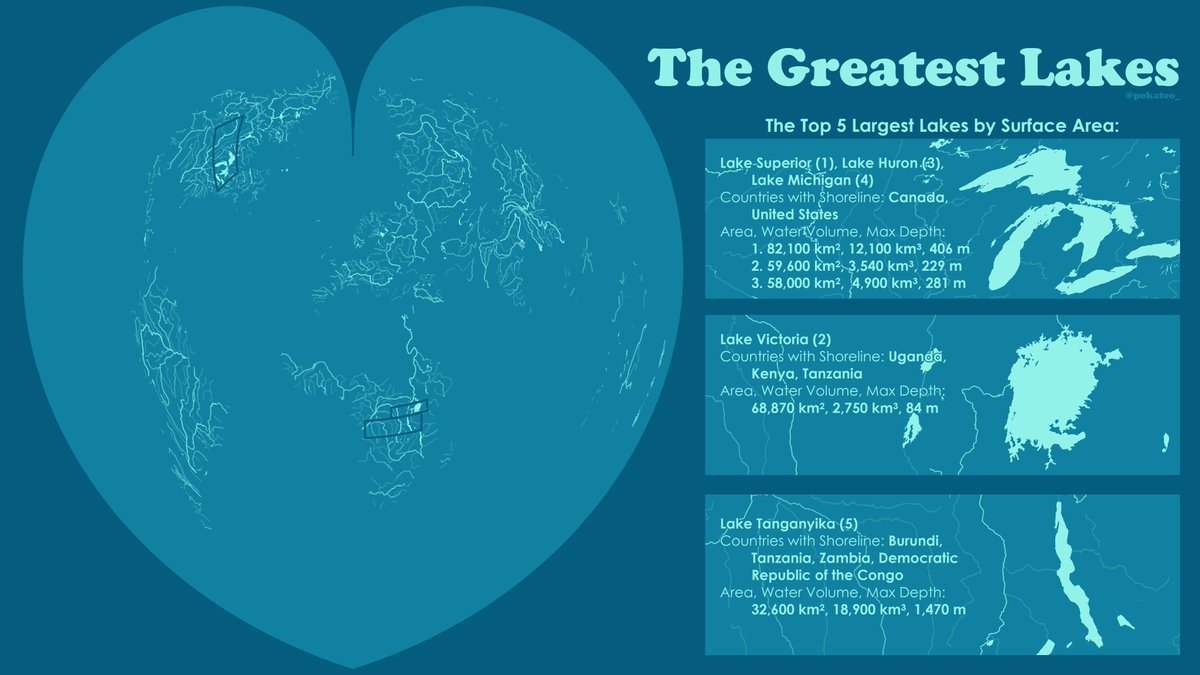 The Greatest Lakes
@pokateo_
The Top 5 Largest Lakes by Surface Area:
Lake Superior (1), Lake Huron (3),
Lake Michigan (4)
Countries with Shoreline: Canada,
United States
Area, Water Volume, Max Depth:
1. 82,100 km², 12,100 km³, 406 m
2. 59,600 km², 3,540 km³, 229 m
3. 58,000 km², 4,900 km³, 281 m
Lake Victoria (2)
Countries with Shoreline: Uganda,
Kenya, Tanzania
Area, Water Volume, Max Depth:
68,870 km², 2,750 km³, 84 m
Lake Tanganyika (5)
Countries with Shoreline: Burundi,
Tanzania, Zambia, Democratic
Republic of the Congo
Area, Water Volume, Max Depth:
32,600 km², 18,900 km³, 1,470 m